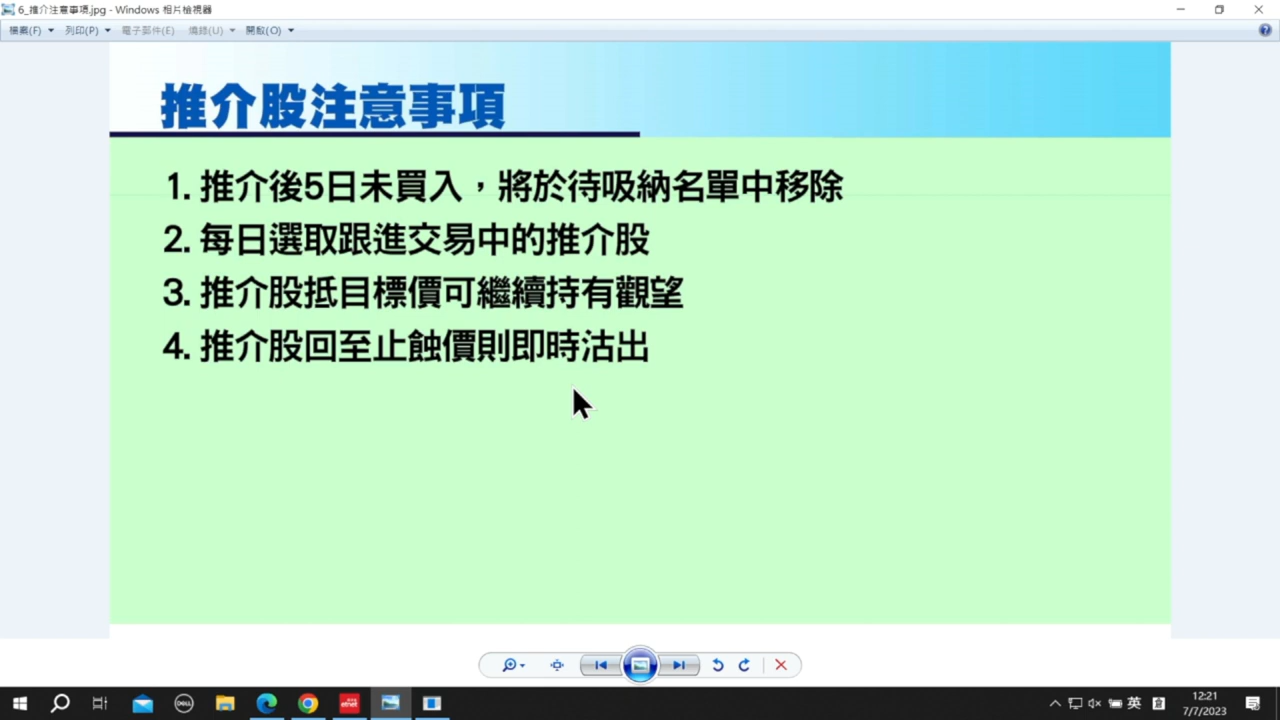 6_推介注意事項.jpg - Windows 相片檢視器
檔案(F) 列印(P) 電子郵件(E) 燒錄(U) 開啟(O)
推介股注意事項
1. 推介後5日未買入，將於待吸納名單中移除
2. 每日選取跟進交易中的推介股
3. 推介股抵目標價可繼續持有觀望
4. 推介股回至止蝕價則即時沽出
DELL
etnet
英
12:21
7/7/2023